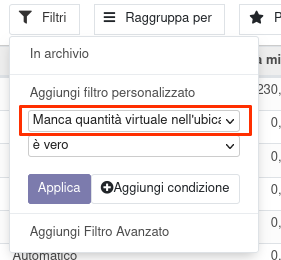 Filtri Raggruppa per P
a mi
In archivio
230,
Aggiungi filtro personalizzato
Manca quantità virtuale nell'ubica
0,
è vero
0,
Applica Aggiungi condizione
0,
0,
Aggiungi Filtro Avanzato
0,
Automatico 0,